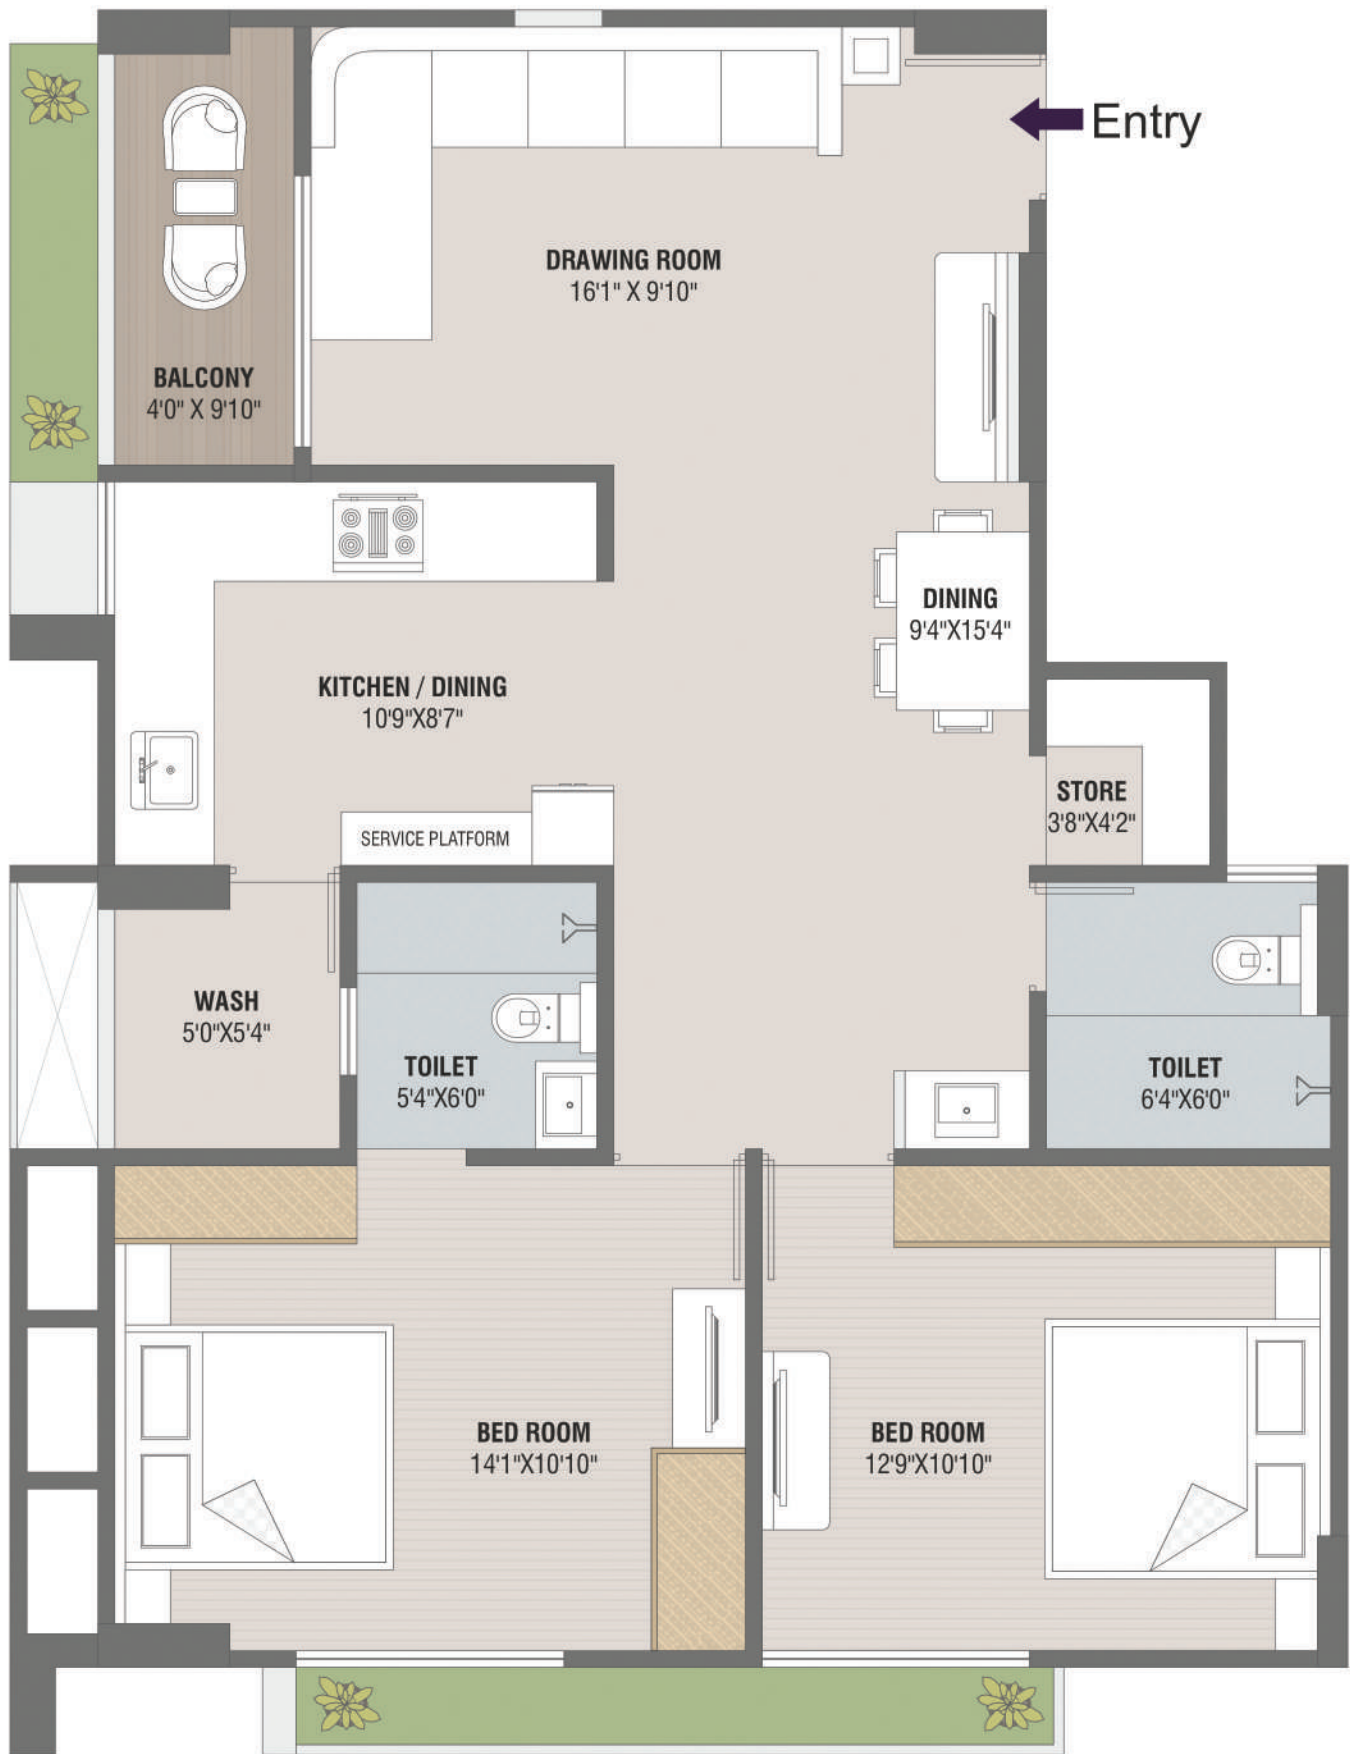 Entry
DRAWING ROOM
16'1" X 9'10"
BALCONY
4'0" X 9'10"
DINING
9'4"X15'4"
KITCHEN / DINING
10'9"X8'7"
STORE
3'8"X4'2"
SERVICE PLATFORM
WASH
5'0"X5'4"
TOILET
5'4"X6'0"
TOILET
6'4"X6'0"
BED ROOM
14'1"X10'10"
BED ROOM
12'9"X10'10"